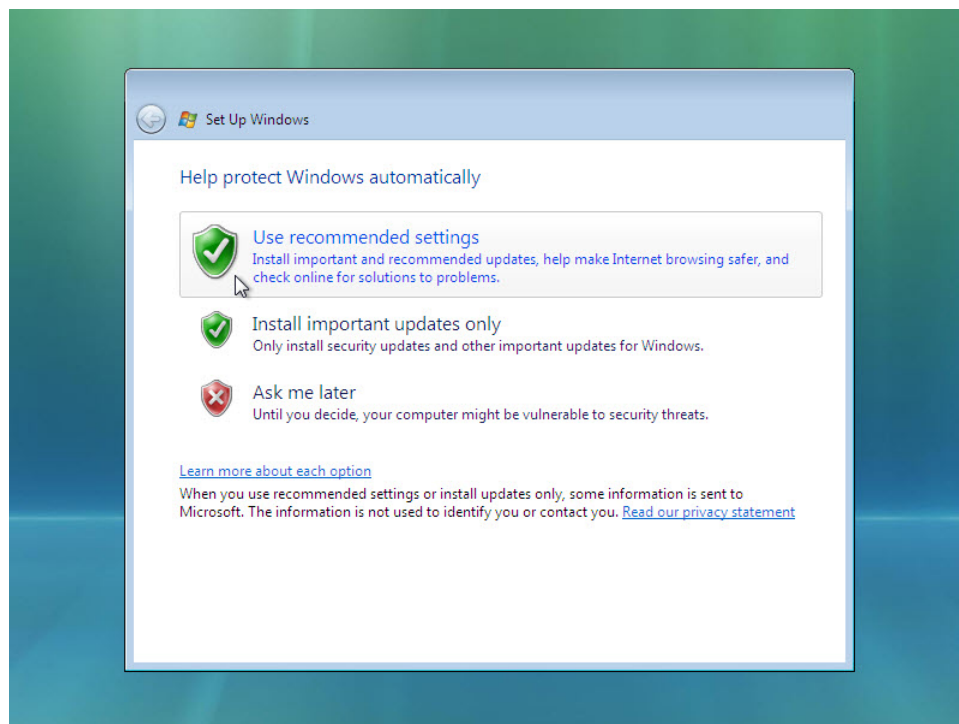 Set Up Windows
Help protect Windows automatically
Use recommended settings
Install important and recommended updates, help make Internet browsing safer, and
check online for solutions to problems.
Install important updates only
Only install security updates and other important updates for Windows.
Ask me later
Until you decide, your computer might be vulnerable to security threats.
Learn more about each option
When you use recommended settings or install updates only, some information is sent to
Microsoft. The information is not used to identify you or contact you. Read our privacy statement